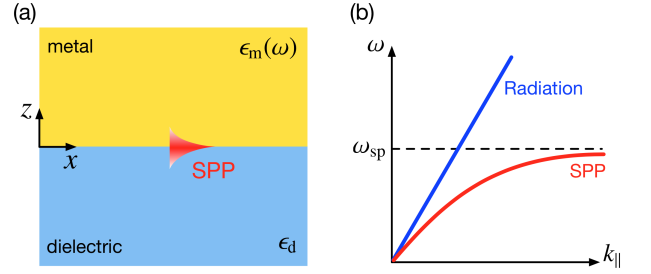 (a)
metal
ϵm(ω)
z
x
SPP
dielectric
ϵd
(b)
ω
Radiation
ωsp
SPP
k||